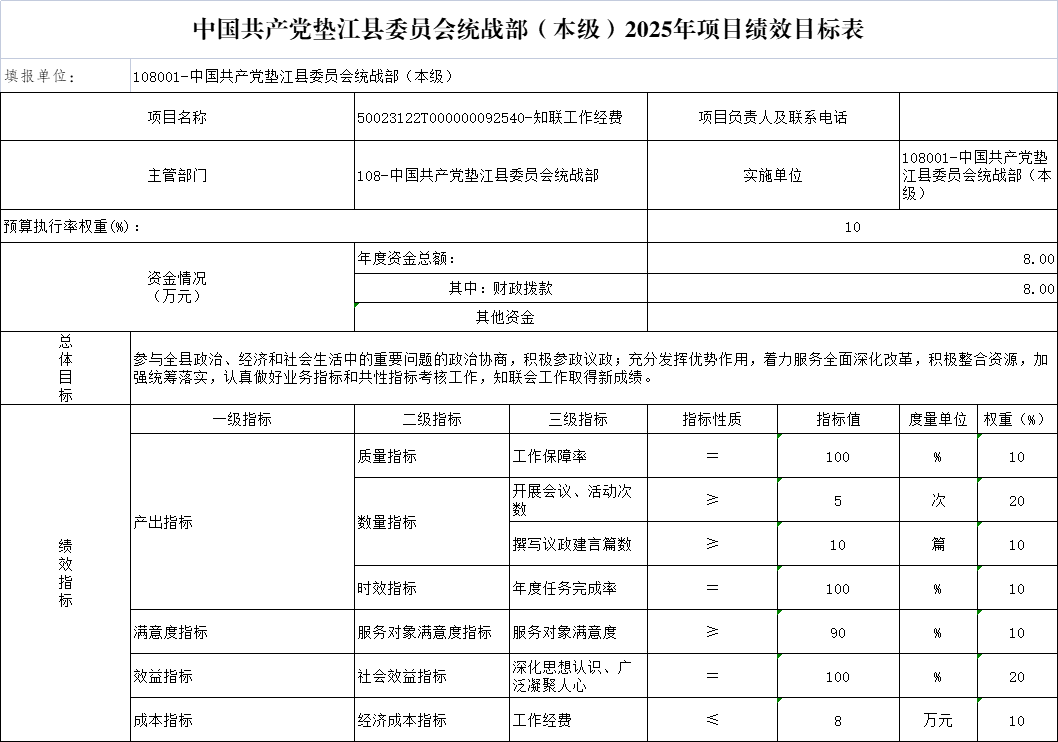 中国共产党垫江县委员会统战部（本级）2025年项目绩效目标表
填报单位： 108001-中国共产党垫江县委员会统战部（本级）
项目名称 50023122T000000092540-知联工作经费 项目负责人及联系电话
主管部门 108-中国共产党垫江县委员会统战部 实施单位 108001-中国共产党垫
江县委员会统战部（本
级）
预算执行率权重(%)： 10
资金情况
（万元）
年度资金总额： 8.00
其中：财政拨款 8.00
其他资金
总
体
目
标
参与全县政治、经济和社会生活中的重要问题的政治协商，积极参政议政；充分发挥优势作用，着力服务全面深化改革，积极整合资源，加
强统筹落实，认真做好业务指标和共性指标考核工作，知联会工作取得新成绩。
绩
效
指
标
一级指标 二级指标 三级指标 指标性质 指标值 度量单位 权重（%）
产出指标 质量指标 工作保障率 ＝ 100 % 10
数量指标 开展会议、活动次
数 ≥ 5 次 20
撰写议政建言篇数 ≥ 10 篇 10
时效指标 年度任务完成率 ＝ 100 % 10
满意度指标 服务对象满意度指标 服务对象满意度 ≥ 90 % 10
效益指标 社会效益指标 深化思想认识、广
泛凝聚人心 ＝ 100 % 20
成本指标 经济成本指标 工作经费 ≤ 8 万元 10